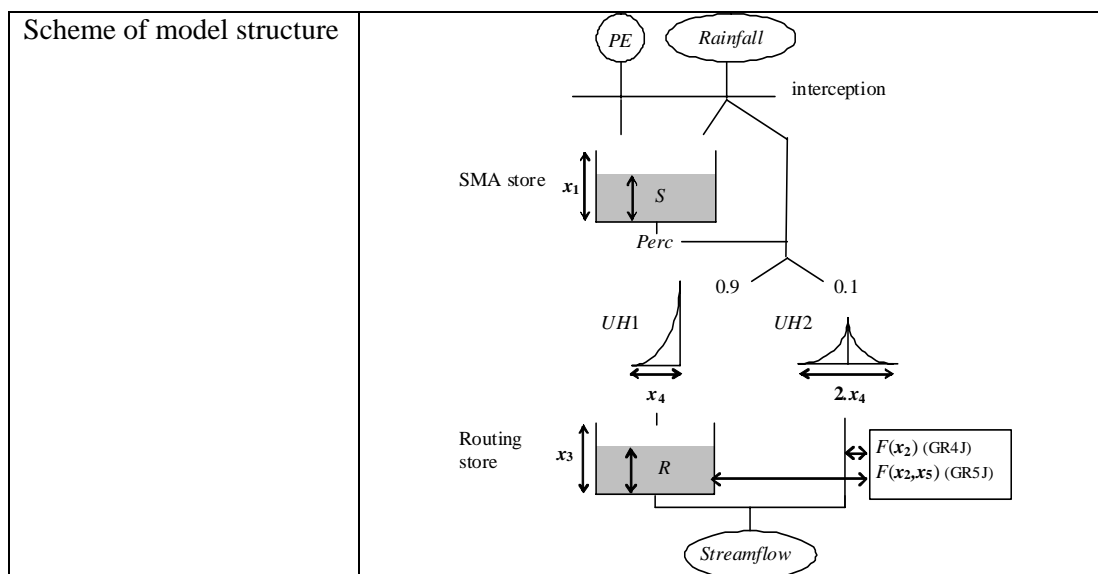 Scheme of model structure
PE
Rainfall
interception
SMA store
x1
S
Perc
0.9
0.1
UH1
UH2
x4
2.x4
Routing
store
x3
R
F(x2) (GR4J)
F(x2,x5) (GR5J)
Streamflow